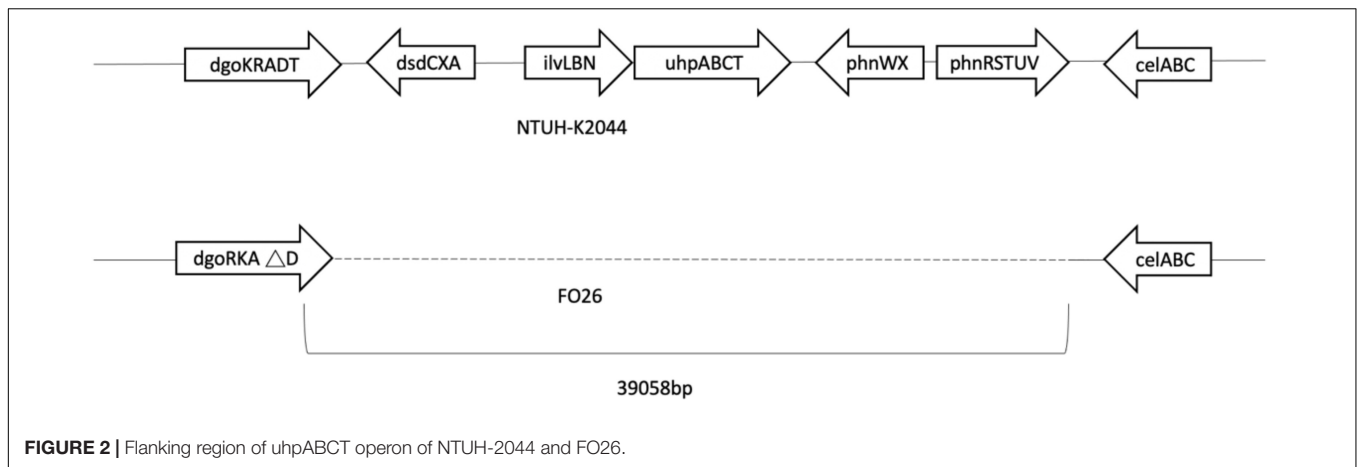 dgoKRADT dsdCXA ilvLBN uhpABCT phnWX phnRSTUV celABC
NTUH-K2044
dgoRKA △D celABC
FO26
39058bp
FIGURE 2 | Flanking region of uhpABCT operon of NTUH-2044 and FO26.